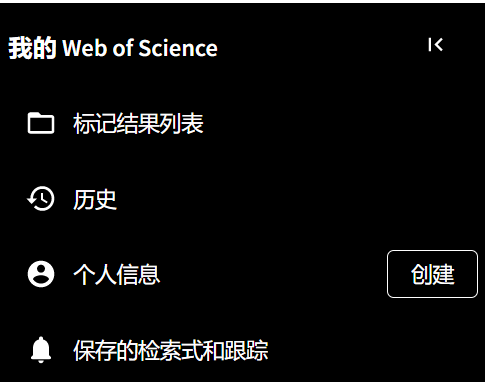 我的 Web of Science
标记结果列表
历史
个人信息
创建
保存的检索式和跟踪